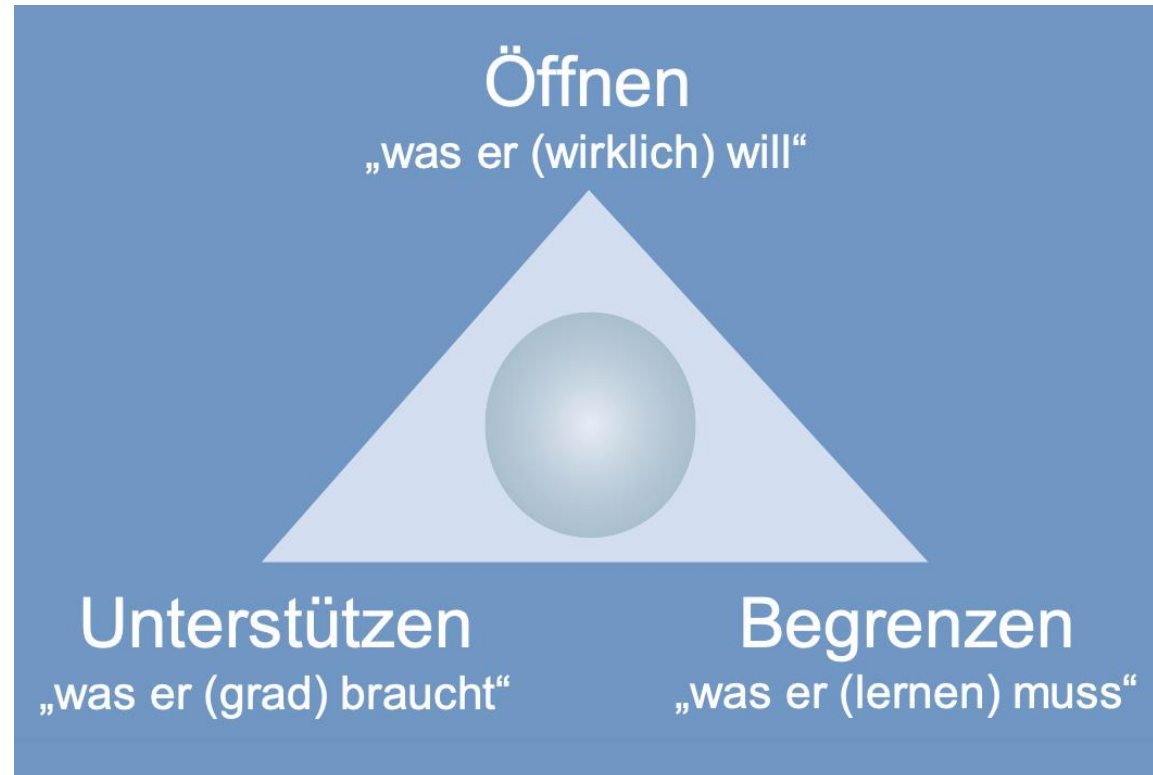 Öffnen
„was er (wirklich) will“
Unterstützen
„was er (grad) braucht“
Begrenzen
„was er (lernen) muss“